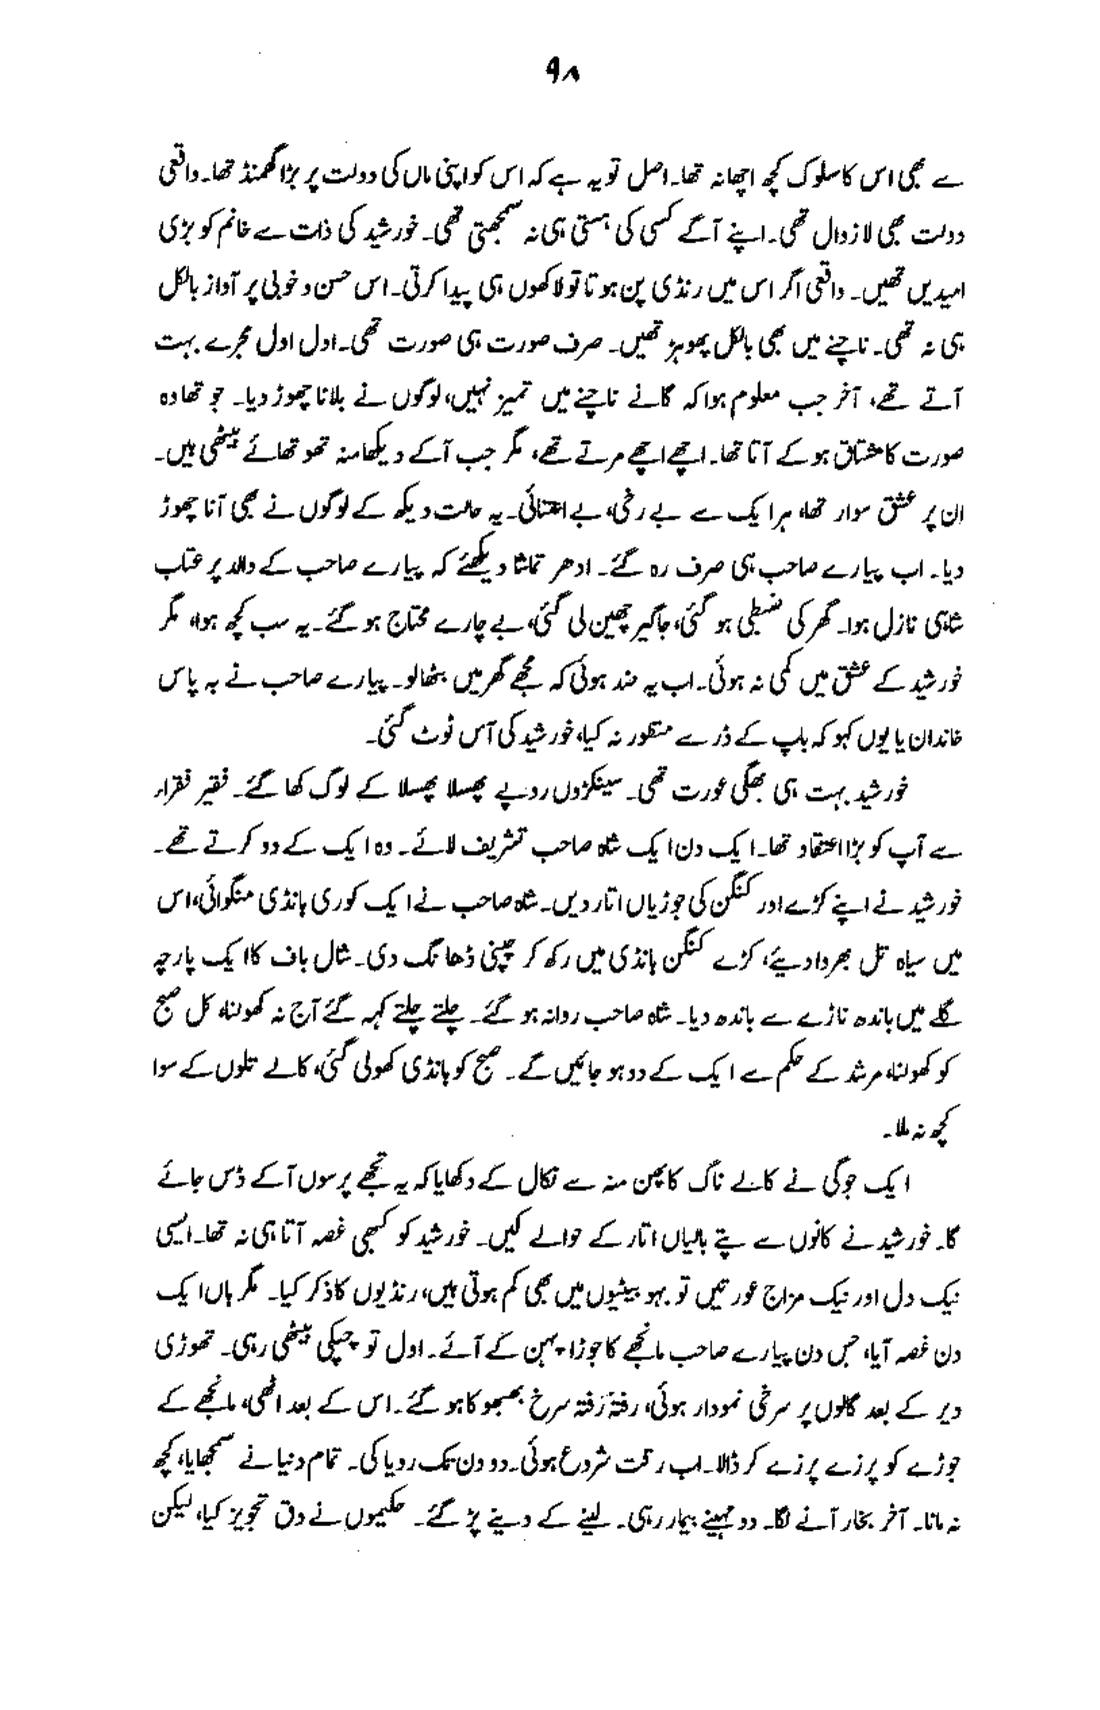 ۹۸
سے بھی اس کا سلوک کچھ اچھا نہ تھا۔ اصل تو یہ ہے کہ اس کو اپنی ماں کی دولت پر بڑا گھمنڈ تھا۔ واقعی
دولت بھی لازوال تھی۔ اپنے آگے کسی کی ہستی ہی نہ سمجھتی تھی۔ خورشید کی ذات سے خانم کو بڑی
امیدیں تھیں۔ واقعی اگر اس میں رنڈی پن ہوتا تو لاکھوں ہی پیدا کرتی۔ اس حسن و خوبی پر آواز بالکل
ہی نہ تھی۔ ناچنے میں بھی بالکل پھوہڑ تھیں۔ صرف صورت ہی صورت تھی۔ اول اول مجرے بہت
آتے تھے، آخر جب معلوم ہوا کہ گانے ناچنے میں تمیز نہیں، لوگوں نے بلانا چھوڑ دیا۔ جو تھا وہ
صورت کا مشتاق ہو کے آتا تھا۔ اچھے اچھے مرتے تھے، مگر جب آ کے دیکھا منہ تھوتھائے بیٹھی ہیں۔
ان پر عشق سوار تھا، ہر ایک سے بے رخی، بے اعتنائی۔ یہ حالت دیکھ کے لوگوں نے بھی آنا چھوڑ
دیا۔ اب پیارے صاحب ہی صرف رہ گئے۔ ادھر تماشا دیکھئے کہ پیارے صاحب کے والد پر عتاب
شاہی نازل ہوا۔ گھر کی ضبطی ہو گئی، جاگیر چھین لی گئی، بے چارے محتاج ہو گئے۔ یہ سب کچھ ہوا، مگر
خورشید کے عشق میں کمی نہ ہوئی۔ اب یہ ضد ہوئی کہ مجھے گھر میں بٹھا لو۔ پیارے صاحب نے بہ پاس
خاندان یا یوں کہو کہ باپ کے ڈر سے منظور نہ کیا، خورشید کی آس ٹوٹ گئی۔
خورشید بہت ہی بھگی عورت تھی۔ سینکڑوں روپے پھسلا پھسلا کے لوگ کھا گئے۔ فقیر فقراء
سے آپ کو بڑا اعتقاد تھا۔ ایک دن ایک شاہ صاحب تشریف لائے۔ وہ ایک کے دو کرتے تھے۔
خورشید نے اپنے کڑے اور کنگن کی جوڑیاں اتار دیں۔ شاہ صاحب نے ایک کوری ہانڈی منگوائی، اس
میں سیاہ تل بھروا دیئے، کڑے کنگن ہانڈی میں رکھ کر چپنی ڈھانک دی۔ شال باف کا ایک پارچہ
گلے میں باندھ ناڑے سے باندھ دیا۔ شاہ صاحب روانہ ہو گئے۔ چلتے چلتے کہہ گئے آج نہ کھولنا، کل صبح
کو کھولنا، مرشد کے حکم سے ایک کے دو ہو جائیں گے۔ صبح کو ہانڈی کھولی گئی، کالے تلوں کے سوا
کچھ نہ ملا۔
ایک جوگی نے کالے ناگ کا پھن منہ سے نکال کے دکھایا کہ یہ تجھے پرسوں آ کے ڈس جائے
گا۔ خورشید نے کانوں سے پتے بالیاں اتار کے حوالے کیں۔ خورشید کو کبھی غصہ آتا ہی نہ تھا۔ ایسی
نیک دل اور نیک مزاج عورتیں تو بہو بیٹیوں میں بھی کم ہوتی ہیں، رنڈیوں کا ذکر کیا۔ مگر ہاں ایک
دن غصہ آیا، جس دن پیارے صاحب مانجھے کا جوڑا پہن کے آئے۔ اول تو چپکی بیٹھی رہی۔ تھوڑی
دیر کے بعد گالوں پر سرخی نمودار ہوئی، رفتہ رفتہ سرخ بھبھوکا ہو گئے۔ اس کے بعد اٹھی، مانجھے کے
جوڑے کو پرزے پرزے کر ڈالا۔ اب رقت شروع ہوئی۔ دو دن تک رویا کی۔ تمام دنیا نے سمجھایا، کچھ
نہ مانا۔ آخر بخار آنے لگا۔ دو مہینے بیمار رہی۔ لینے کے دینے پڑ گئے۔ حکیموں نے دق تجویز کیا، لیکن